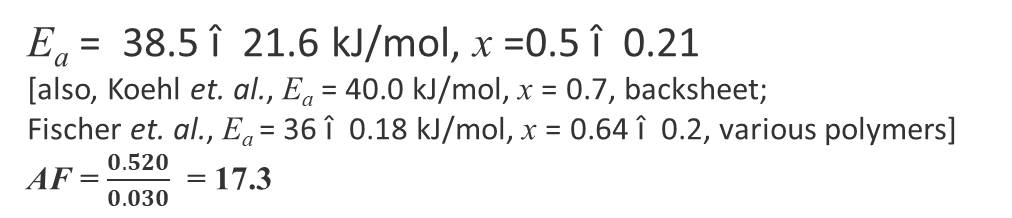 Ea = 38.5 î 21.6 kJ/mol, x =0.5 î 0.21
[also, Koehl et. al., Ea = 40.0 kJ/mol, x = 0.7, backsheet;
Fischer et. al., Ea = 36 î 0.18 kJ/mol, x = 0.64 î 0.2, various polymers]
AF = 0.520/0.030 = 17.3